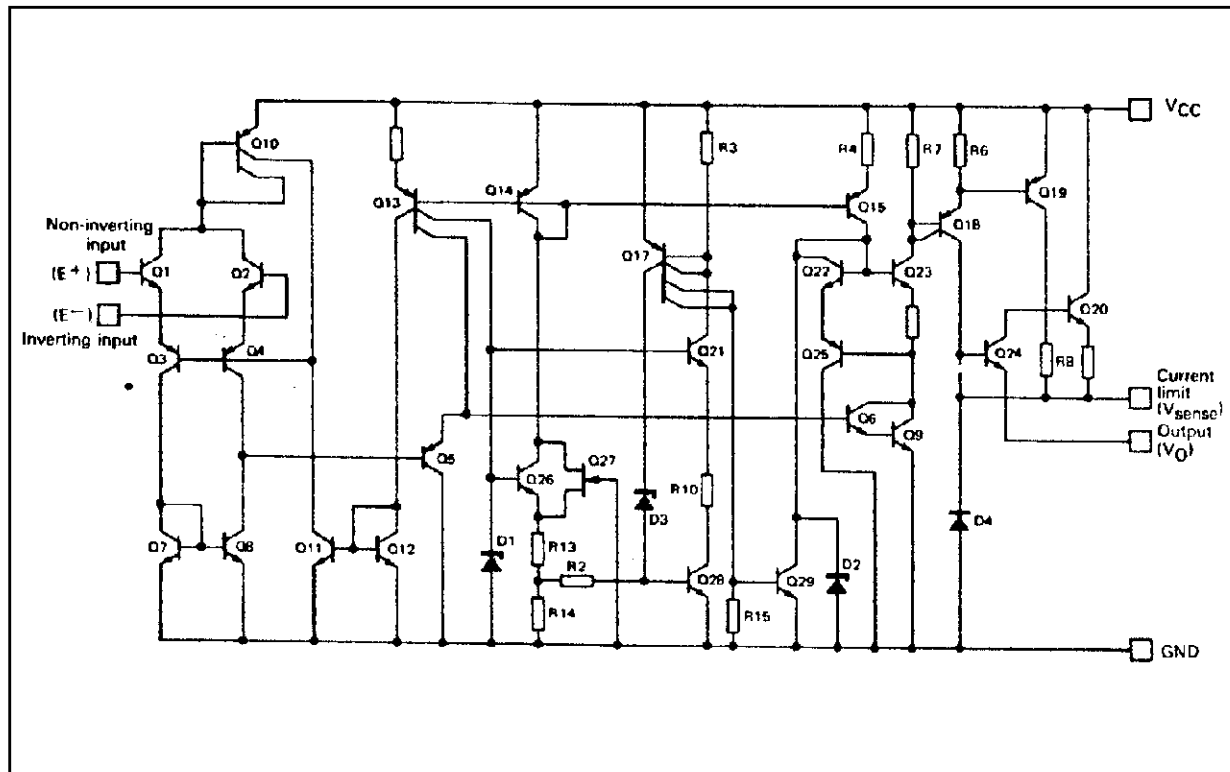 VCC
Q10
R3
R4
R7
R6
Q13
Q14
Q15
Q19
Q18
Non-inverting
input
(E+)
Q1
Q2
Q17
Q22
Q23
(E−)
Inverting input
Q3
Q4
Q20
Q21
Q25
Q24
R8
Current
limit
(Vsense)
Output
(VO)
Q5
Q6
Q9
Q27
Q26
R10
D3
D4
Q7
Q8
Q11
Q12
D1
R13
R2
R14
Q28
R15
Q29
D2
GND